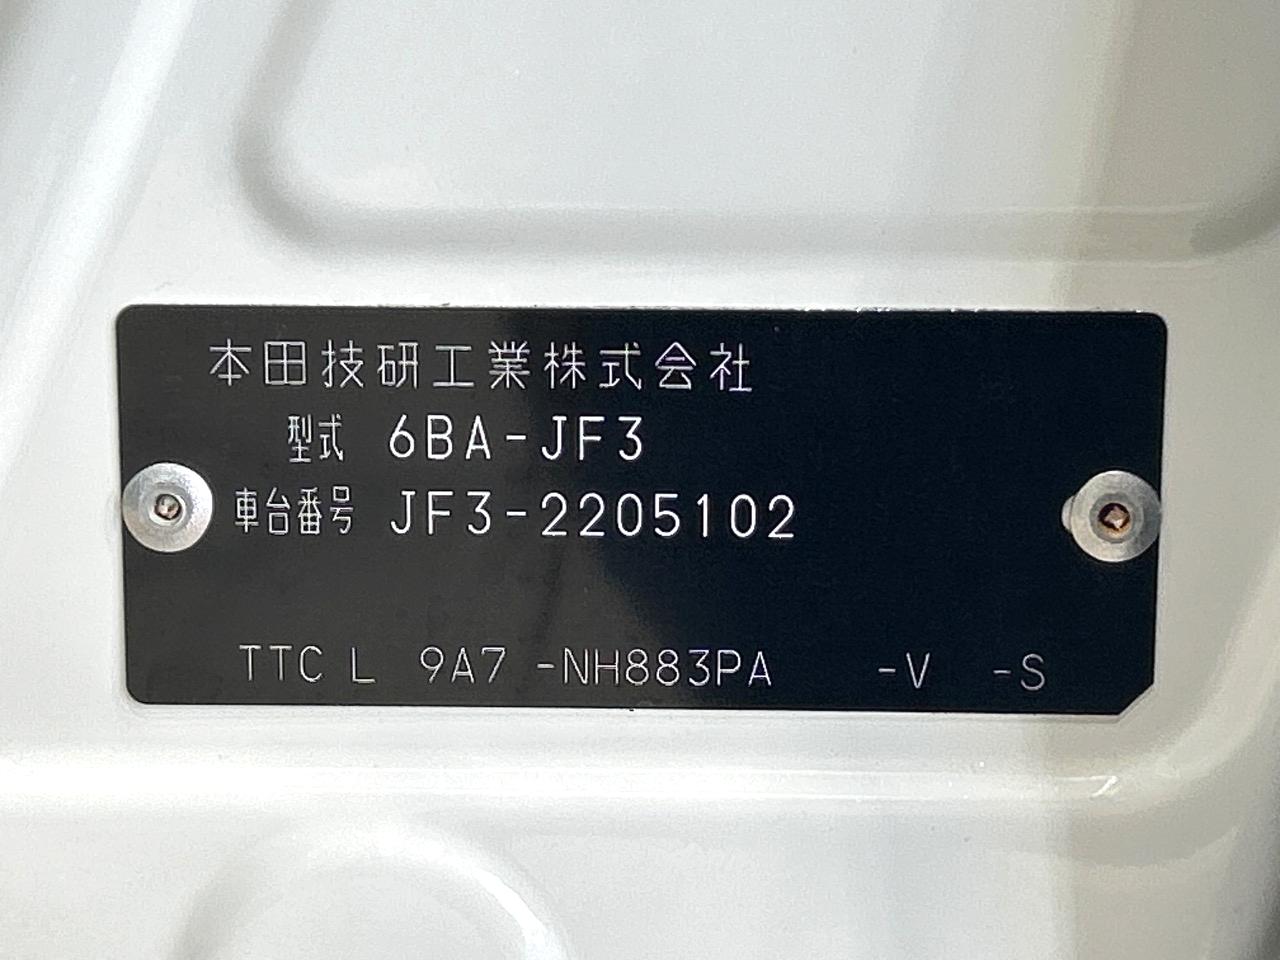 本田技研工業株式会社
型式 6BA-JF3
車台番号 JF3-2205102
TTC L 9A7 -NH883PA -V -S